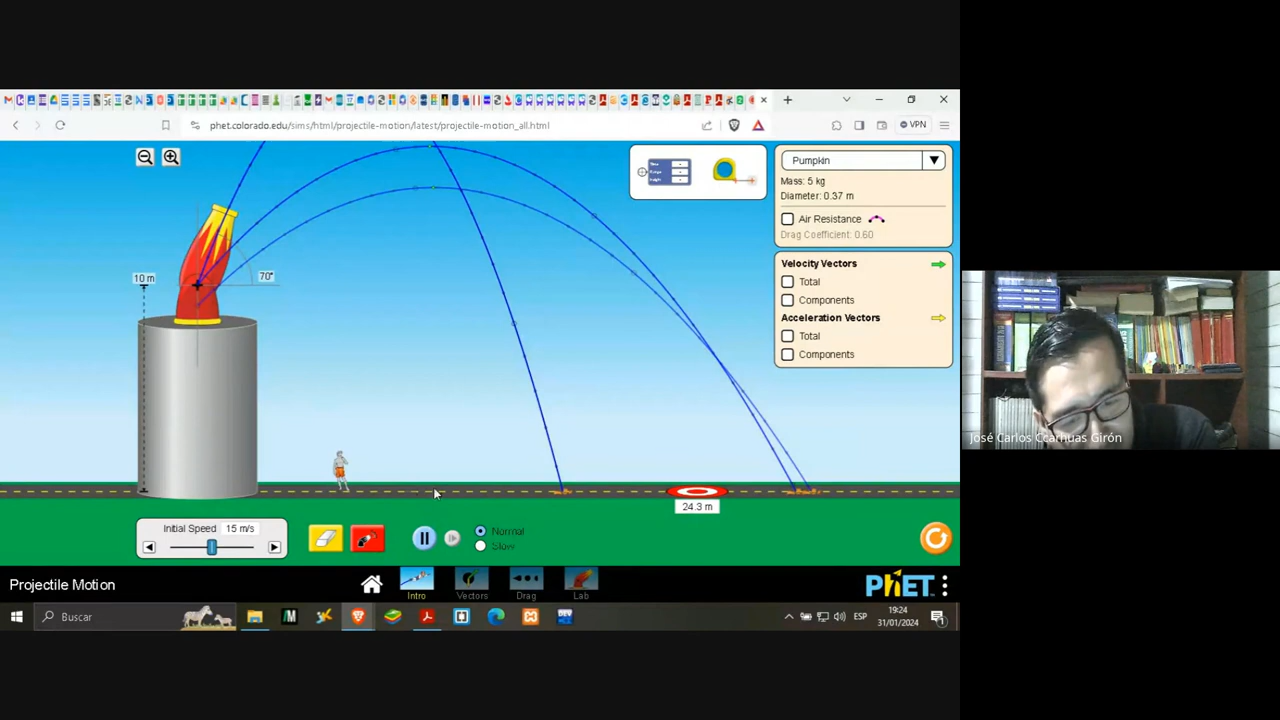 phet.colorado.edu/sims/html/projectile-motion/latest/projectile-motion_all.html
VPN
Pumpkin
Mass: 5 kg
Diameter: 0.37 m
Air Resistance
Drag Coefficient: 0.60
Velocity Vectors
Total
Components
Acceleration Vectors
Total
Components
10 m
70°
24.3 m
José Carlos Ccarhuas Girón
Initial Speed 15 m/s
Normal
Slow
Projectile Motion
Intro
Vectors
Drag
Lab
PhET
Buscar
ESP
19:24
31/01/2024